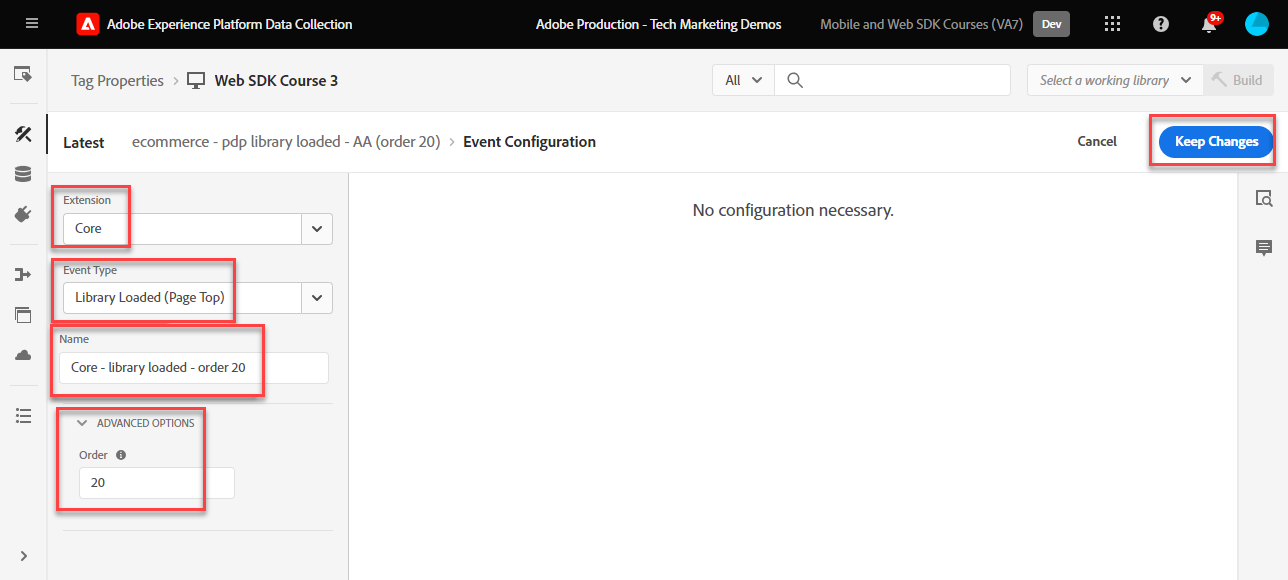 Adobe Experience Platform Data Collection
Adobe Production - Tech Marketing Demos
Mobile and Web SDK Courses (VA7)
Dev
?
9+
Tag Properties > Web SDK Course 3
All
Select a working library
Build
Latest
ecommerce - pdp library loaded - AA (order 20) > Event Configuration
Cancel
Keep Changes
Extension
Core
Event Type
Library Loaded (Page Top)
Name
Core - library loaded - order 20
ADVANCED OPTIONS
Order
20
No configuration necessary.